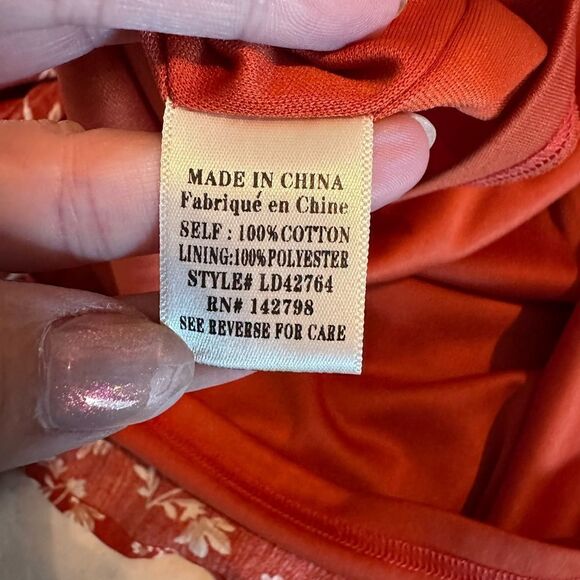 MADE IN CHINA
Fabriqué en Chine
SELF : 100%COTTON
LINING:100%POLYESTER
STYLE# LD42764
RN# 142798
SEE REVERSE FOR CARE